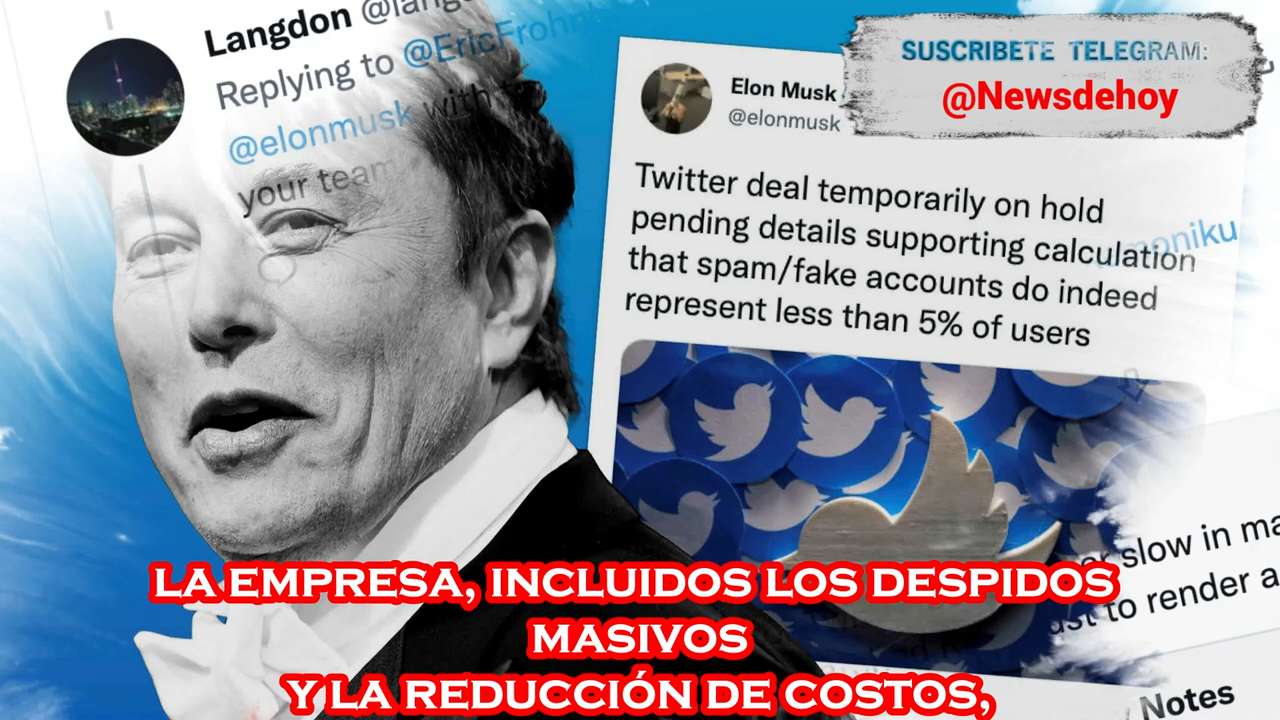 Langdon
Replying to @EricFrohn
@elonmusk with
your team
SUSCRIBETE TELEGRAM:
@Newsdehoy
Elon Musk
@elonmusk
Twitter deal temporarily on hold
pending details supporting calculation
that spam/fake accounts do indeed
represent less than 5% of users
slow in
to render a
Notes
LA EMPRESA, INCLUIDOS LOS DESPIDOS
MASIVOS
Y LA REDUCCIÓN DE COSTOS,